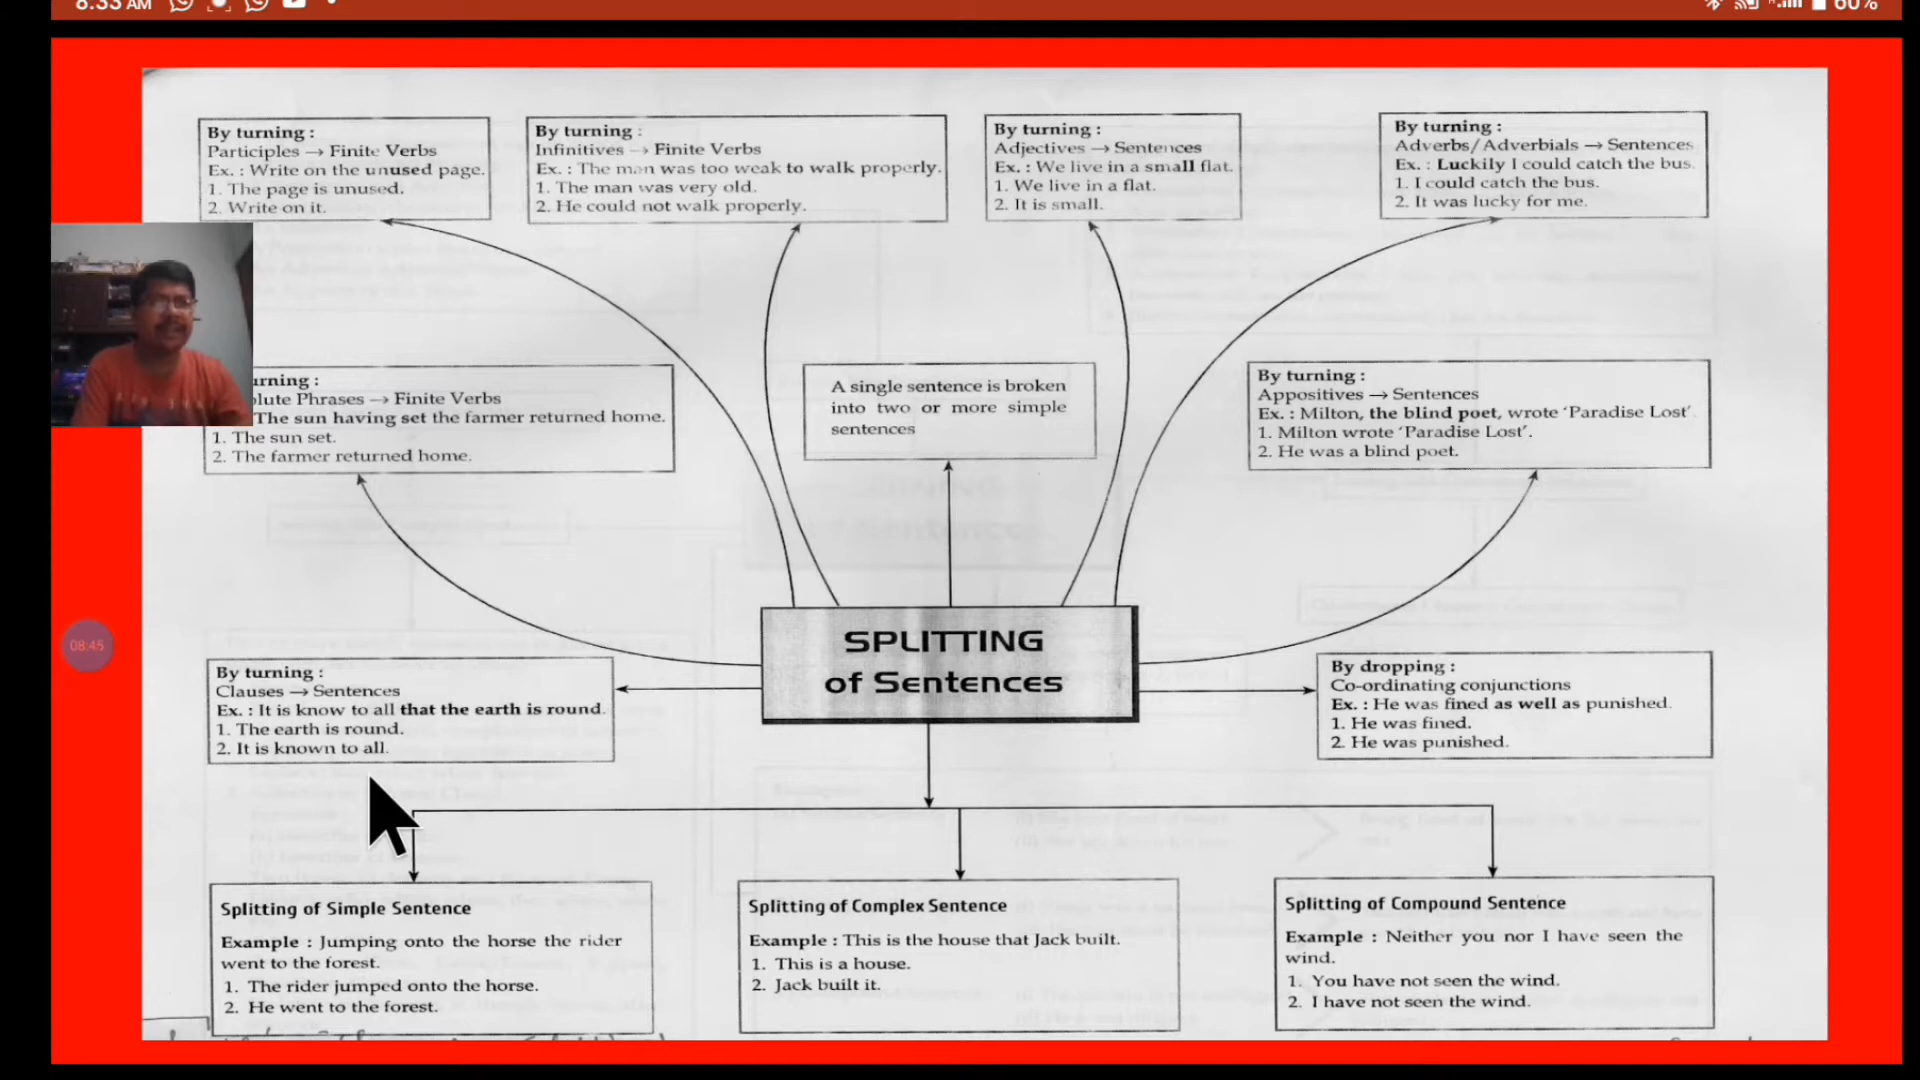 8:33 AM
60%
By turning :
Participles → Finite Verbs
Ex. : Write on the unused page.
1. The page is unused.
2. Write on it.
By turning :
Infinitives → Finite Verbs
Ex. : The man was too weak to walk properly.
1. The man was very old.
2. He could not walk properly.
By turning :
Adjectives → Sentences
Ex. : We live in a small flat.
1. We live in a flat.
2. It is small.
By turning :
Adverbs/Adverbials → Sentences
Ex. : Luckily I could catch the bus.
1. I could catch the bus.
2. It was lucky for me.
urning :
lute Phrases → Finite Verbs
The sun having set the farmer returned home.
1. The sun set.
2. The farmer returned home.
A single sentence is broken
into two or more simple
sentences
By turning :
Appositives → Sentences
Ex. : Milton, the blind poet, wrote ‘Paradise Lost’.
1. Milton wrote ‘Paradise Lost’.
2. He was a blind poet.
08:45
SPLITTING
of Sentences
By turning :
Clauses → Sentences
Ex. : It is know to all that the earth is round.
1. The earth is round.
2. It is known to all.
By dropping :
Co-ordinating conjunctions
Ex. : He was fined as well as punished.
1. He was fined.
2. He was punished.
Splitting of Simple Sentence
Example : Jumping onto the horse the rider
went to the forest.
1. The rider jumped onto the horse.
2. He went to the forest.
Splitting of Complex Sentence
Example : This is the house that Jack built.
1. This is a house.
2. Jack built it.
Splitting of Compound Sentence
Example : Neither you nor I have seen the
wind.
1. You have not seen the wind.
2. I have not seen the wind.